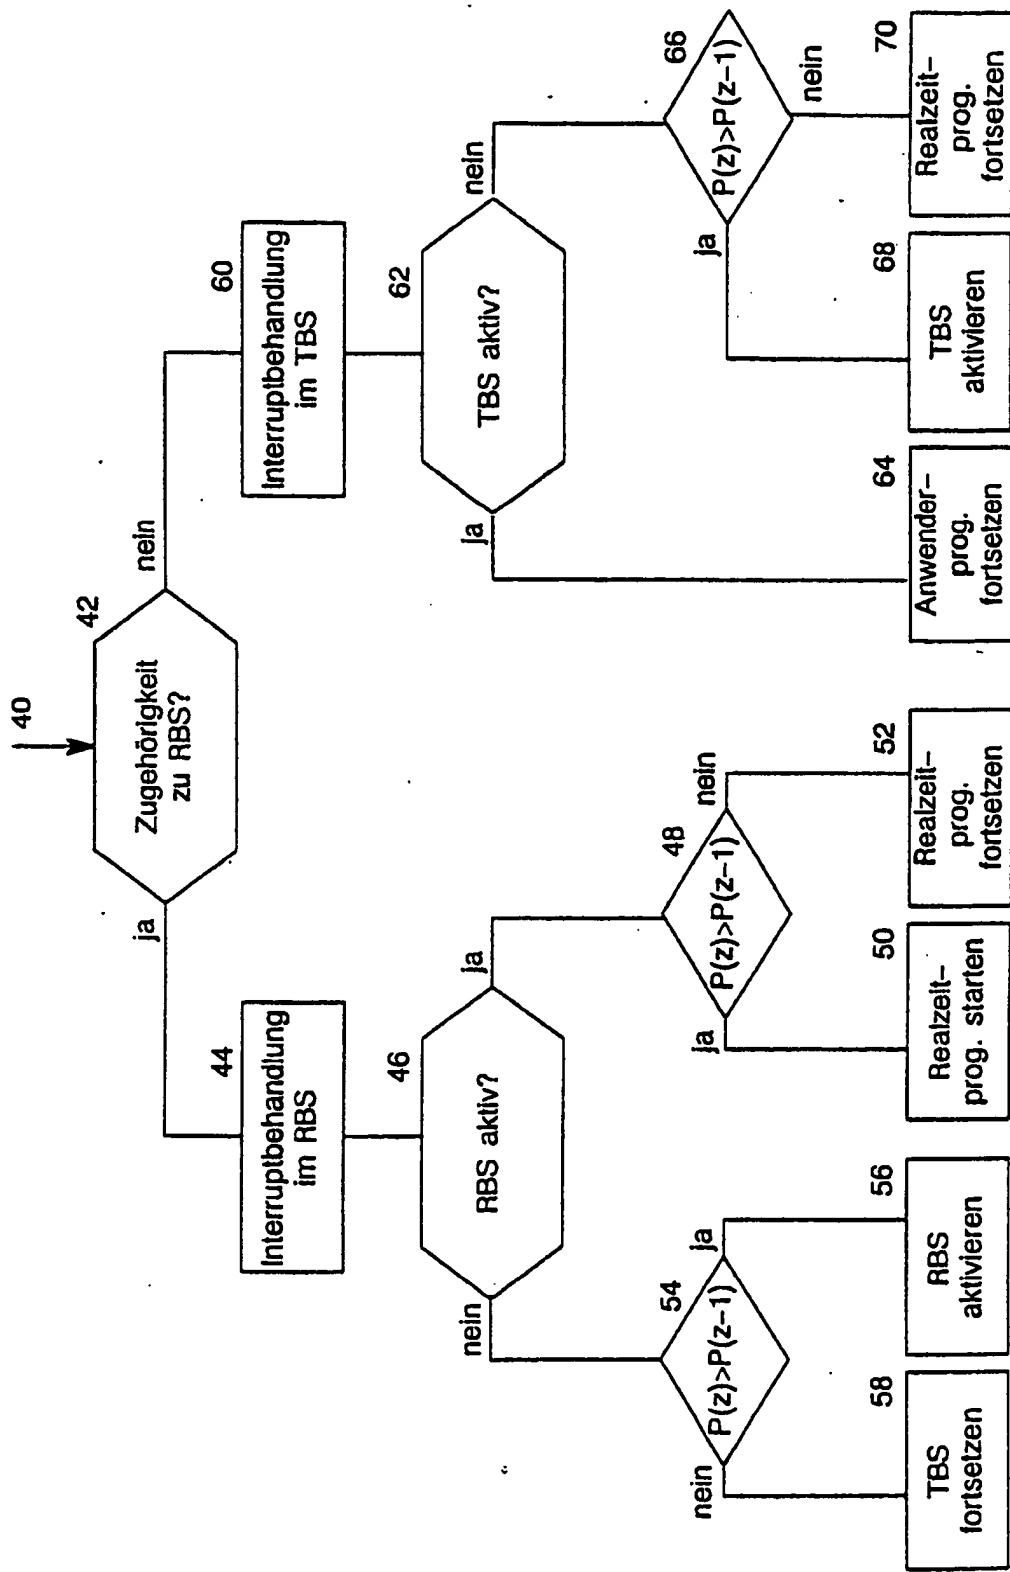 40
42
Zugehörigkeit
zu RBS?
ja
nein
44
Interruptbehandlung
im RBS
60
Interruptbehandlung
im TBS
46
RBS aktiv?
nein
ja
62
TBS aktiv?
ja
nein
54
P(z)>P(z-1)
nein
ja
48
P(z)>P(z-1)
ja
nein
66
P(z)>P(z-1)
ja
nein
58
TBS
fortsetzen
56
RBS
aktivieren
50
Realzeit-
prog. starten
52
Realzeit-
prog.
fortsetzen
64
Anwender-
prog.
fortsetzen
68
TBS
aktivieren
70
Realzeit-
prog.
fortsetzen